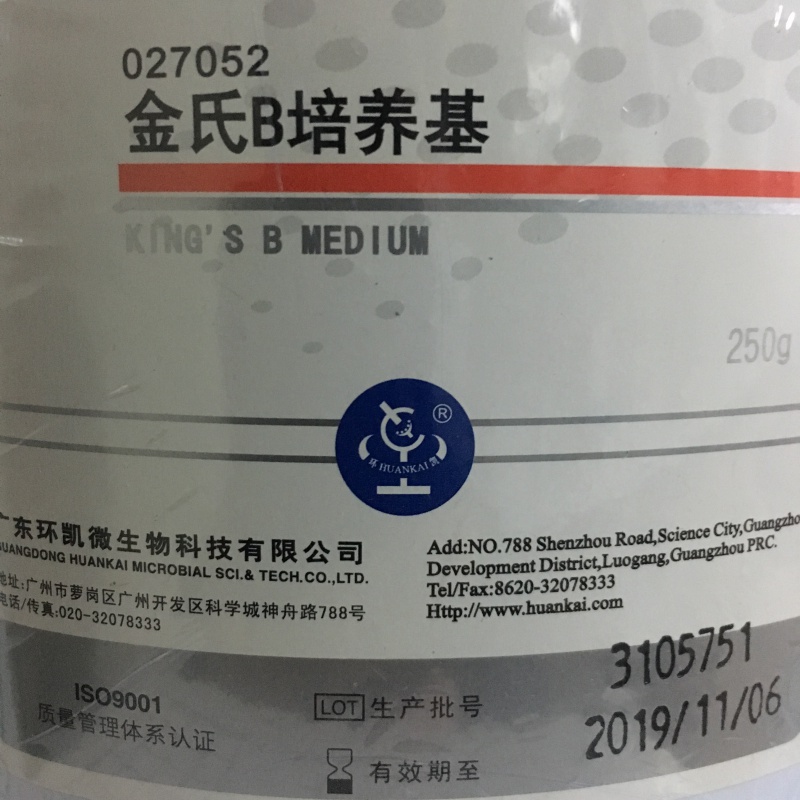 027052
金氏B培养基
KING'S B MEDIUM
250g
®
环 HUANKAI 凯
广东环凯微生物科技有限公司
GUANGDONG HUANKAI MICROBIAL SCI.& TECH.CO.,LTD.
地址:广州市萝岗区广州开发区科学城神舟路788号
电话/传真:020-32078333
Add:NO.788 Shenzhou Road,Science City,Guangzho
Development District,Luogang,Guangzhou PRC.
Tel/Fax:8620-32078333
Http://www.huankai.com
ISO9001
质量管理体系认证
LOT 生产批号 3105751
有效期至 2019/11/06